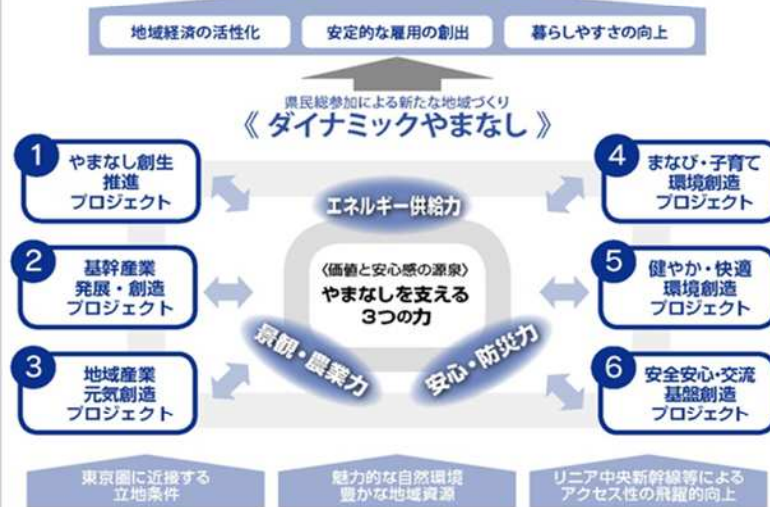 地域経済の活性化
安定的な雇用の創出
暮らしやすさの向上
県民総参加による新たな地域づくり
《 ダイナミックやまなし 》
1
やまなし創生
推進
プロジェクト
2
基幹産業
発展・創造
プロジェクト
3
地域産業
元気創造
プロジェクト
エネルギー供給力
〈価値と安心感の源泉〉
やまなしを支える
3つの力
景観・農業力
安心・防災力
4
まなび・子育て
環境創造
プロジェクト
5
健やか・快適
環境創造
プロジェクト
6
安全安心・交流
基盤創造
プロジェクト
東京圏に近接する
立地条件
魅力的な自然環境
豊かな地域資源
リニア中央新幹線等による
アクセス性の飛躍的向上